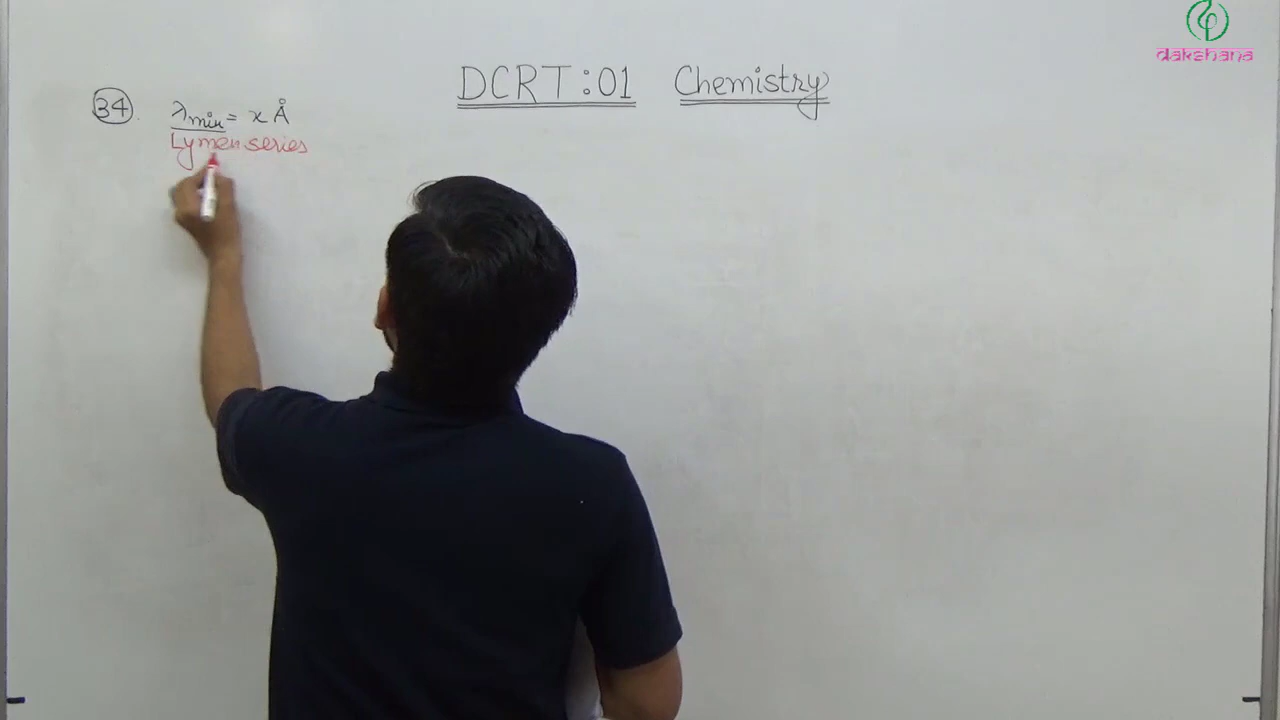 dakshana
DCRT:01 Chemistry
34 λmin = x Å
Lymen series